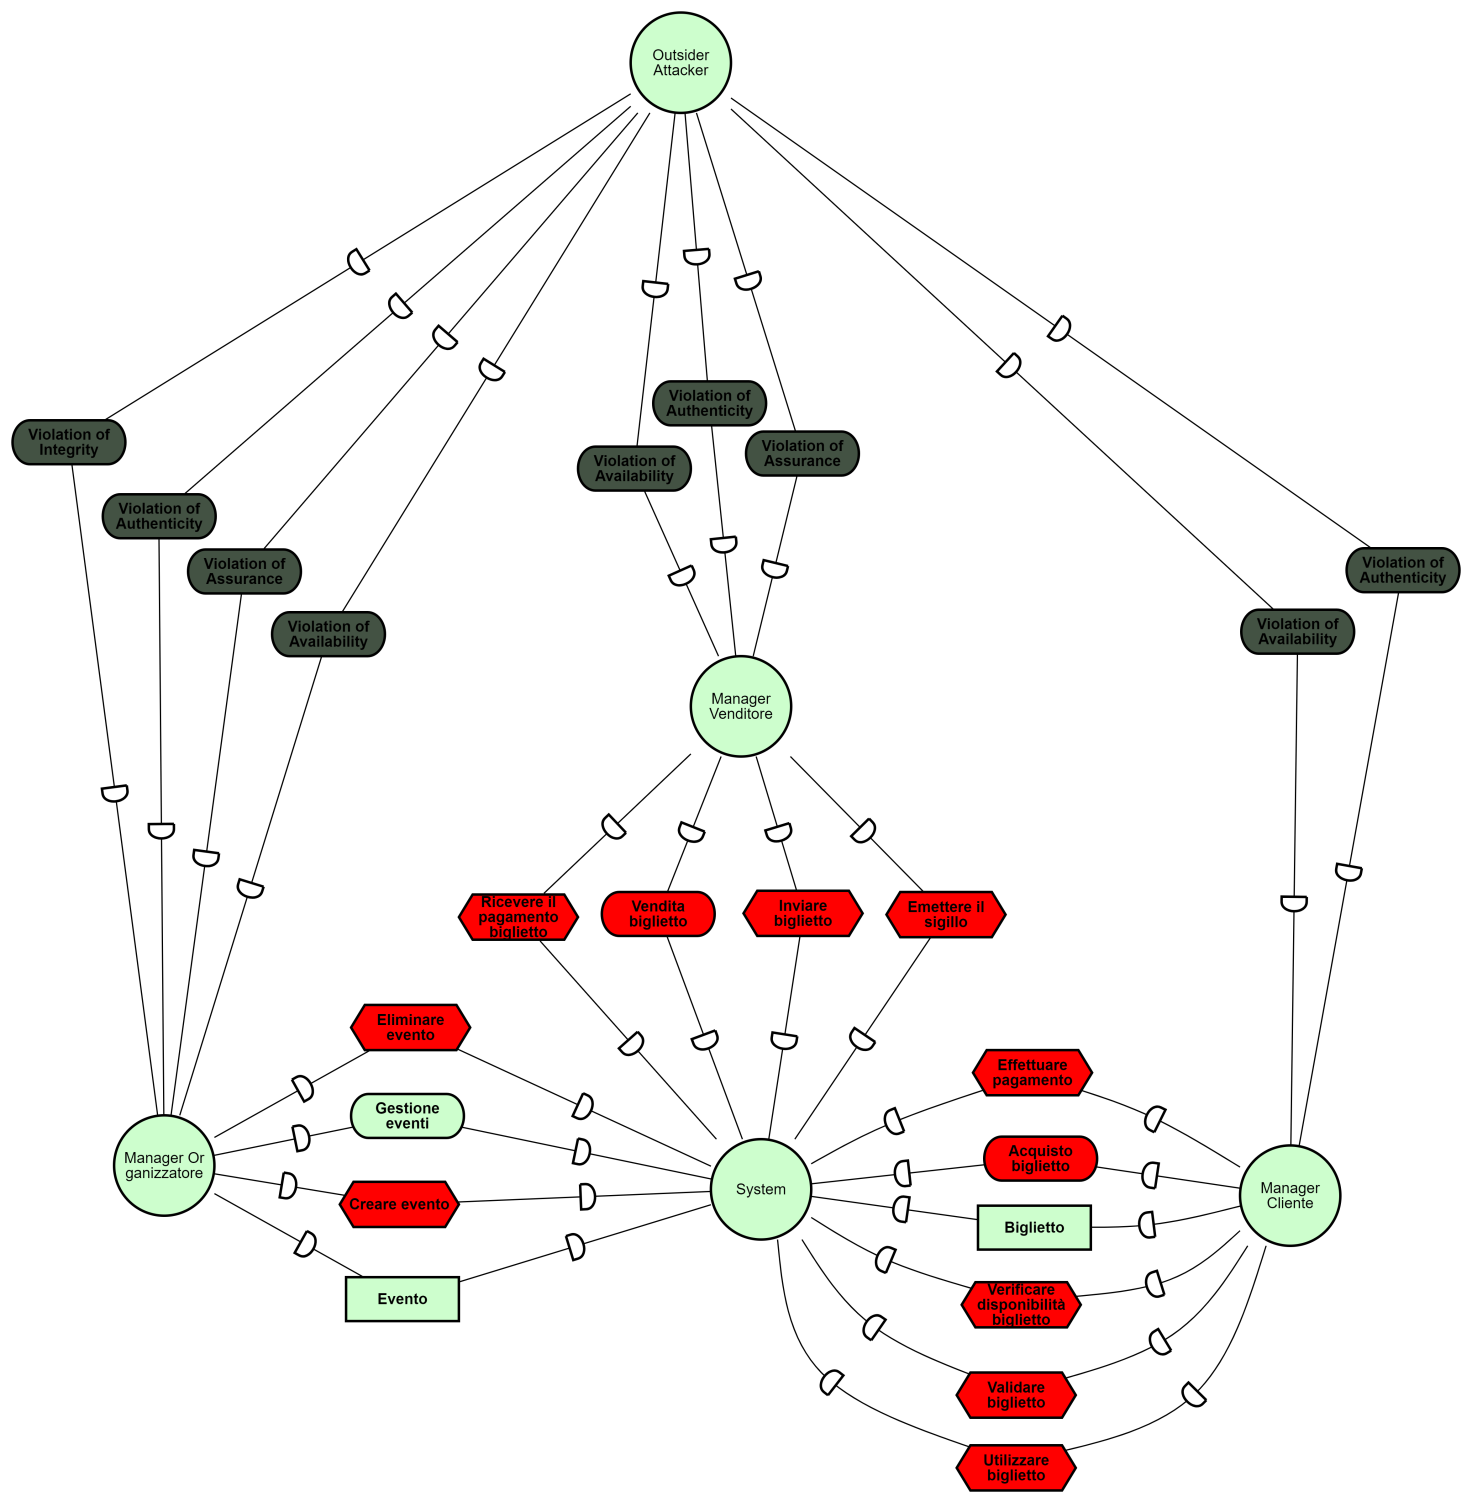 Outsider
Attacker
Violation of
Integrity
Violation of
Authenticity
Violation of
Assurance
Violation of
Availability
Violation of
Availability
Violation of
Authenticity
Violation of
Assurance
Violation of
Availability
Violation of
Authenticity
Manager
Venditore
Ricevere il
pagamento
biglietto
Vendita
biglietto
Inviare
biglietto
Emettere il
sigillo
Eliminare
evento
Gestione
eventi
Manager Or
ganizzatore
Creare evento
Evento
System
Effettuare
pagamento
Acquisto
biglietto
Biglietto
Manager
Cliente
Verificare
disponibilità
biglietto
Validare
biglietto
Utilizzare
biglietto